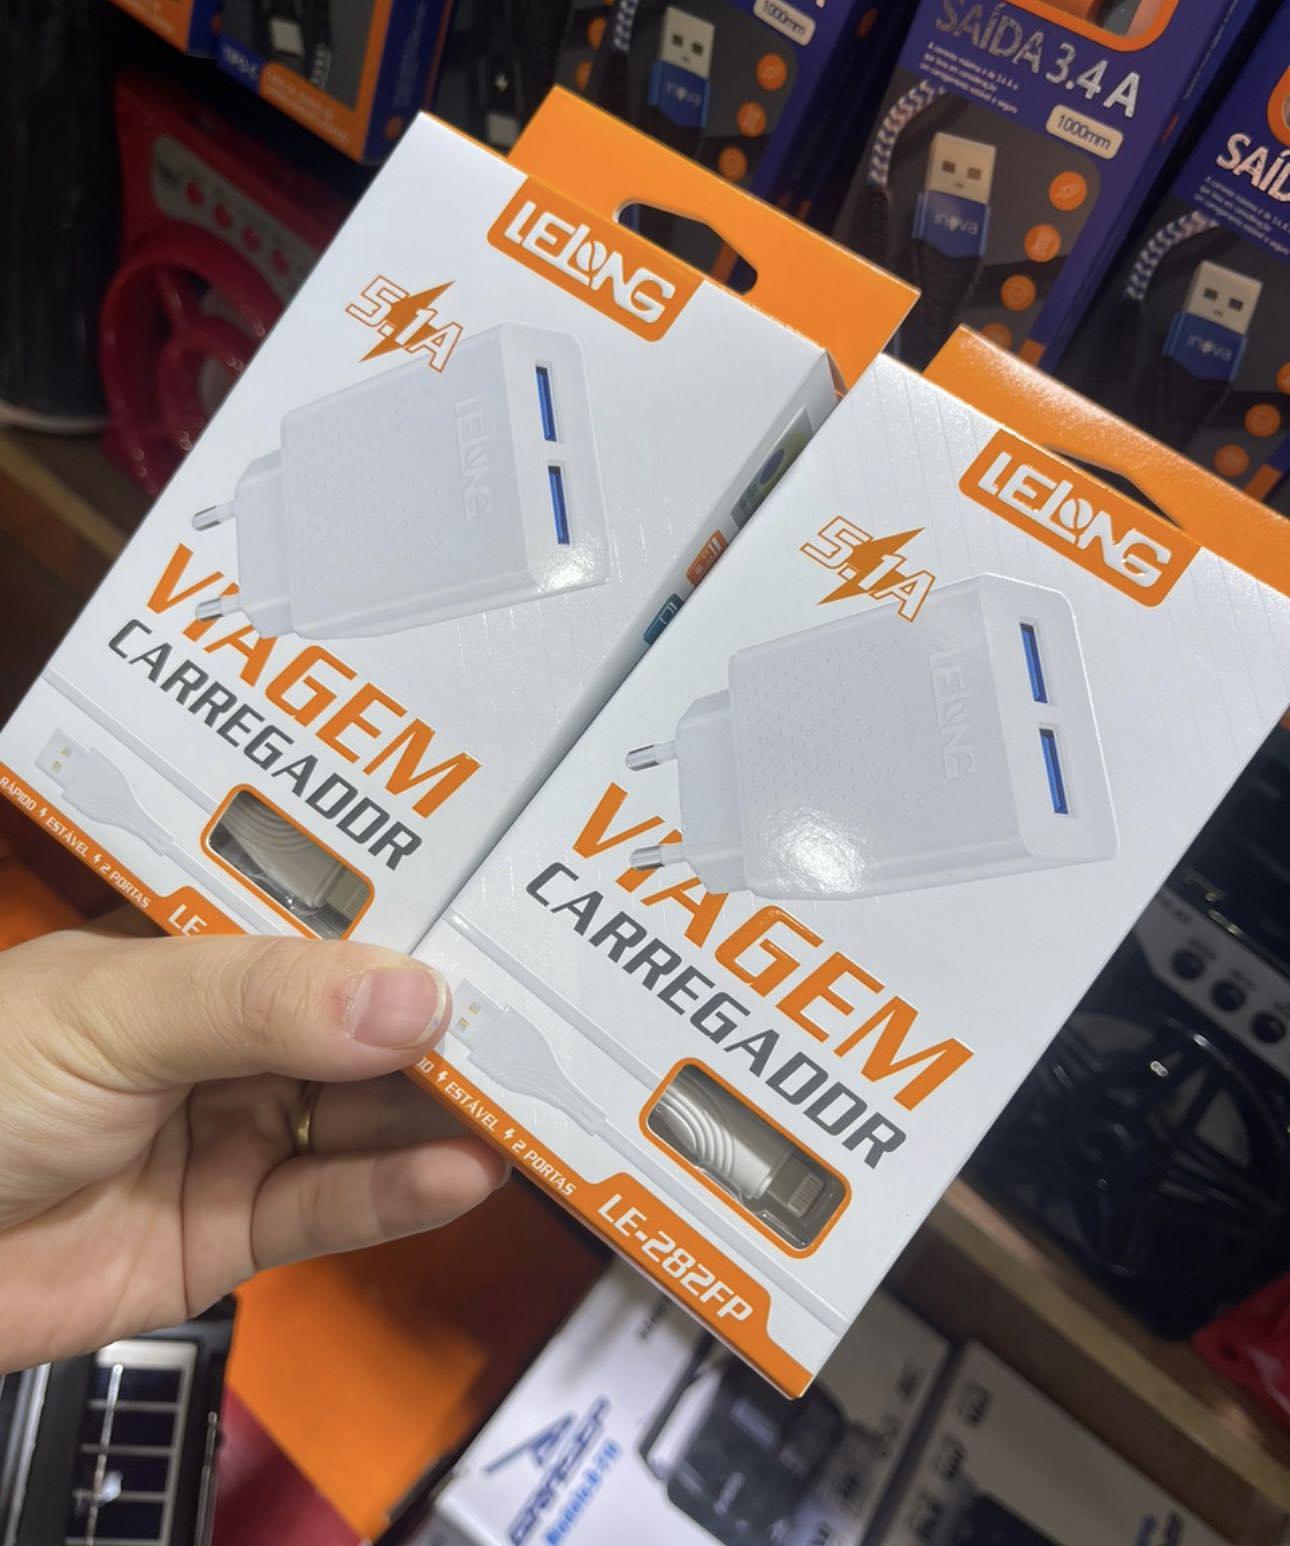 1000mm
SAÍDA 3.4 A
1000mm
inova
inova
inova
LELONG
5.1A
LELONG
VIAGEM
CARREGADOR
RÁPIDO ESTÁVEL 2 PORTAS
LE
LELONG
5.1A
LELONG
VIAGEM
CARREGADOR
ESTÁVEL 2 PORTAS
LE-282FP